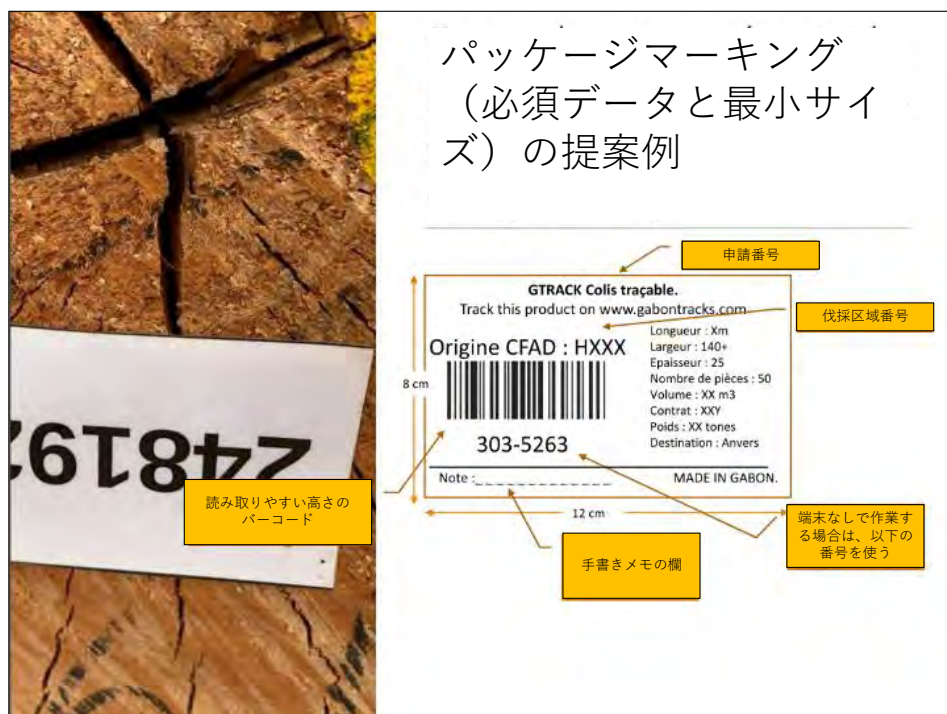 パッケージマーキング
（必須データと最小サイ
ズ）の提案例
申請番号
GTRACK Colis traçable.
Track this product on www.gabontracks.com
伐採区域番号
Origine CFAD : HXXX
Longueur : Xm
Largeur : 140+
Epaisseur : 25
Nombre de pièces : 50
Volume : XX m3
Contrat : XXY
Poids : XX tones
Destination : Anvers
8 cm
303-5263
Note :_ _ _ _ _ _ _ _ _ _ _ _ _ _ _
MADE IN GABON.
12 cm
読み取りやすい高さの
バーコード
手書きメモの欄
端末なしで作業す
る場合は、以下の
番号を使う
248192